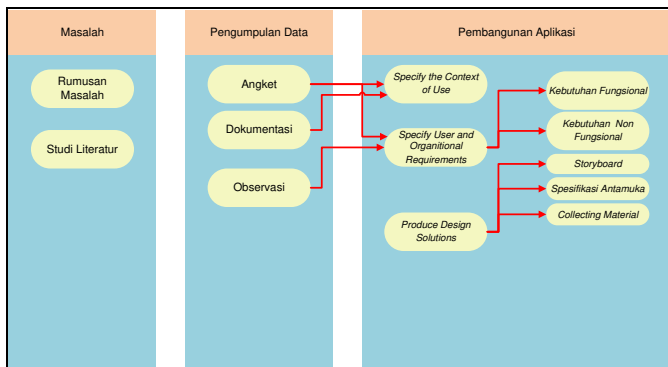 Masalah
Pengumpulan Data
Pembangunan Aplikasi
Rumusan
Masalah
Studi Literatur
Angket
Dokumentasi
Observasi
Specify the Context
of Use
Specify User and
Organitional
Requirements
Produce Design
Solutions
Kebutuhan Fungsional
Kebutuhan Non
Fungsional
Storyboard
Spesifikasi Antamuka
Collecting Material